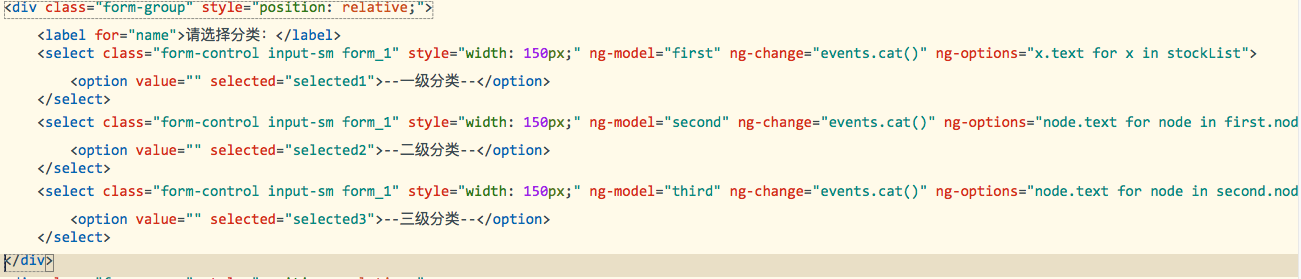 <div class="form-group" style="position: relative;">
<label for="name">请选择分类：</label>
<select class="form-control input-sm form_1" style="width: 150px;" ng-model="first" ng-change="events.cat()" ng-options="x.text for x in stockList">
<option value="" selected="selected1">--一级分类--</option>
</select>
<select class="form-control input-sm form_1" style="width: 150px;" ng-model="second" ng-change="events.cat()" ng-options="node.text for node in first.nod
<option value="" selected="selected2">--二级分类--</option>
</select>
<select class="form-control input-sm form_1" style="width: 150px;" ng-model="third" ng-change="events.cat()" ng-options="node.text for node in second.nod
<option value="" selected="selected3">--三级分类--</option>
</select>
</div>